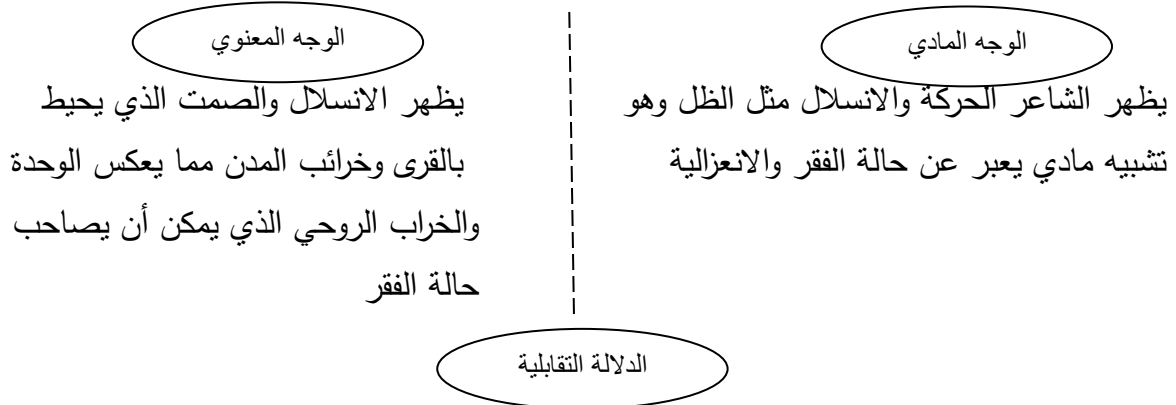 الوجه المادي
يظهر الشاعر الحركة والانسلال مثل الظل وهو
تشبيه مادي يعبر عن حالة الفقر والانعزالية
الوجه المعنوي
يظهر الانسلال والصمت الذي يحيط
بالقرى وخرائب المدن مما يعكس الوحدة
والخراب الروحي الذي يمكن أن يصاحب
حالة الفقر
الدلالة التقابلية